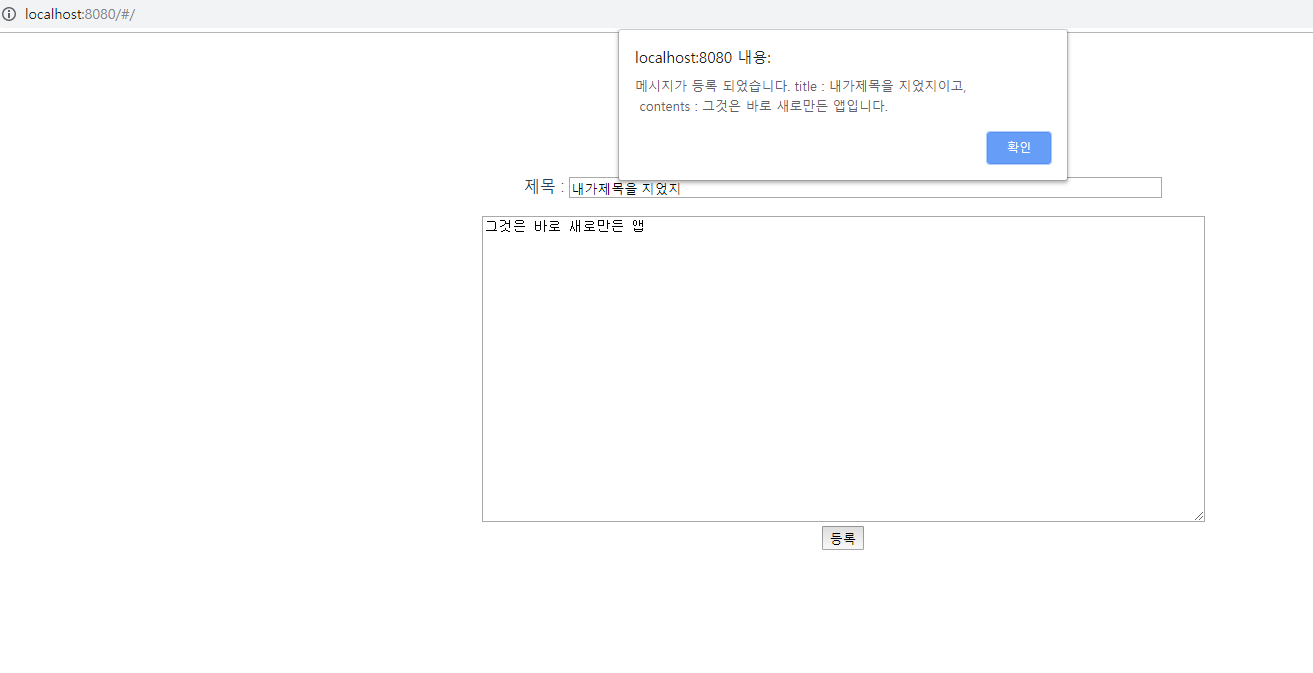 localhost:8080/#/
localhost:8080 내용:
메시지가 등록 되었습니다. title : 내가제목을 지었지이고,
contents : 그것은 바로 새로만든 앱입니다.
확인
제목 : 내가제목을 지었지
그것은 바로 새로만든 앱
등록